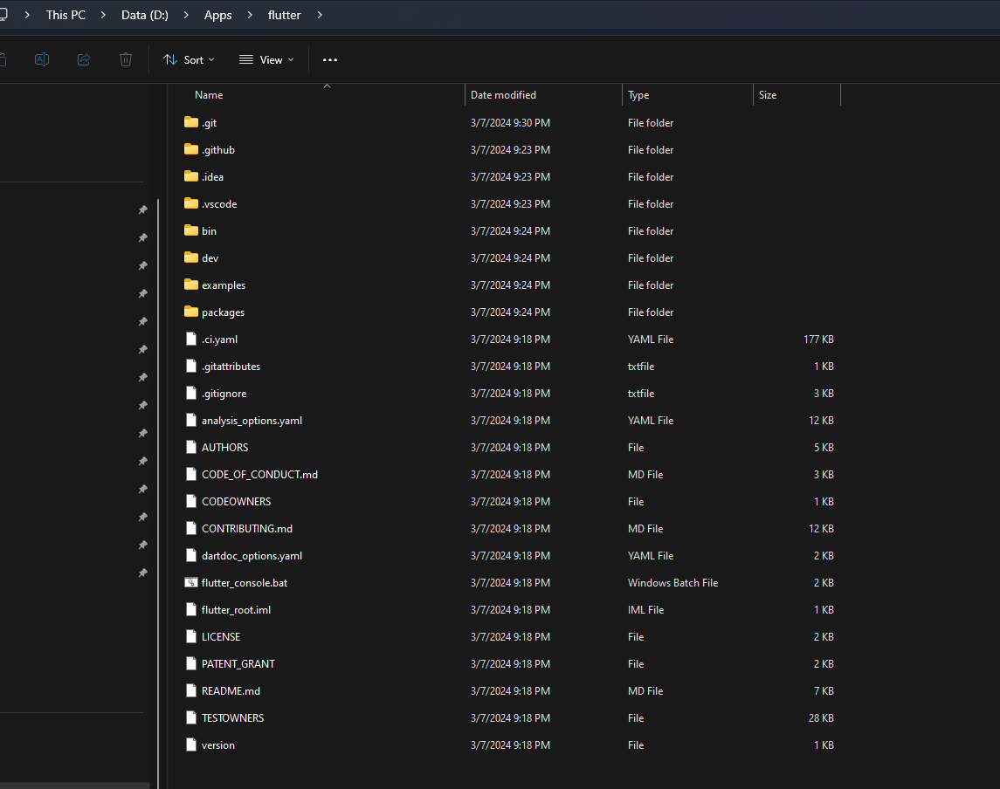 This PC > Data (D:) > Apps > flutter >
Sort View
Name Date modified Type Size
.git 3/7/2024 9:30 PM File folder
.github 3/7/2024 9:23 PM File folder
.idea 3/7/2024 9:23 PM File folder
.vscode 3/7/2024 9:23 PM File folder
bin 3/7/2024 9:24 PM File folder
dev 3/7/2024 9:24 PM File folder
examples 3/7/2024 9:24 PM File folder
packages 3/7/2024 9:24 PM File folder
.ci.yaml 3/7/2024 9:18 PM YAML File 177 KB
.gitattributes 3/7/2024 9:18 PM txtfile 1 KB
.gitignore 3/7/2024 9:18 PM txtfile 3 KB
analysis_options.yaml 3/7/2024 9:18 PM YAML File 12 KB
AUTHORS 3/7/2024 9:18 PM File 5 KB
CODE_OF_CONDUCT.md 3/7/2024 9:18 PM MD File 3 KB
CODEOWNERS 3/7/2024 9:18 PM File 1 KB
CONTRIBUTING.md 3/7/2024 9:18 PM MD File 12 KB
dartdoc_options.yaml 3/7/2024 9:18 PM YAML File 2 KB
flutter_console.bat 3/7/2024 9:18 PM Windows Batch File 2 KB
flutter_root.iml 3/7/2024 9:18 PM IML File 1 KB
LICENSE 3/7/2024 9:18 PM File 2 KB
PATENT_GRANT 3/7/2024 9:18 PM File 2 KB
README.md 3/7/2024 9:18 PM MD File 7 KB
TESTOWNERS 3/7/2024 9:18 PM File 28 KB
version 3/7/2024 9:18 PM File 1 KB